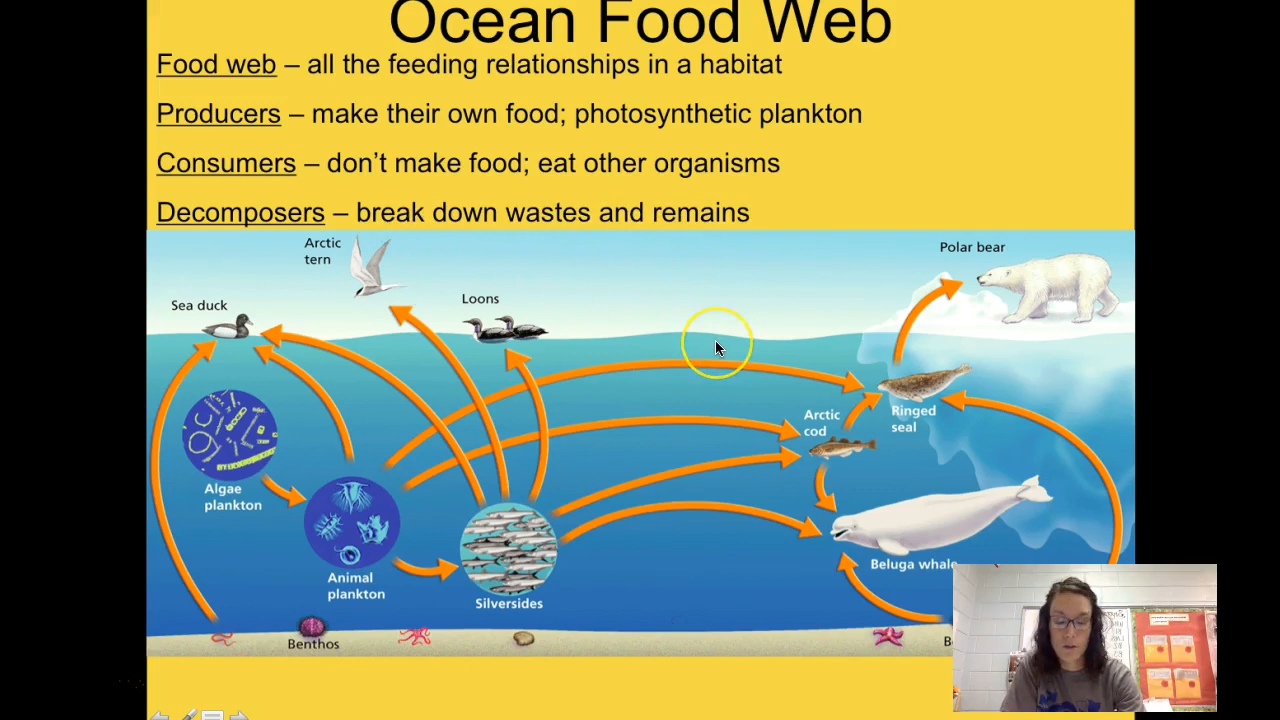 Ocean Food Web
Food web – all the feeding relationships in a habitat
Producers – make their own food; photosynthetic plankton
Consumers – don't make food; eat other organisms
Decomposers – break down wastes and remains
Arctic
tern
Polar bear
Sea duck
Loons
Arctic
cod
Ringed
seal
Algae
plankton
Animal
plankton
Silversides
Beluga whale
Benthos